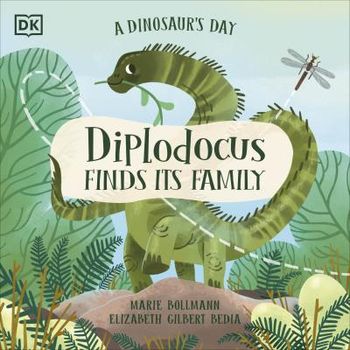 DK
A DINOSAUR'S DAY
DIPLODOCUS
FINDS ITS FAMILY
MARIE BOLLMANN
ELIZABETH GILBERT BEDIA